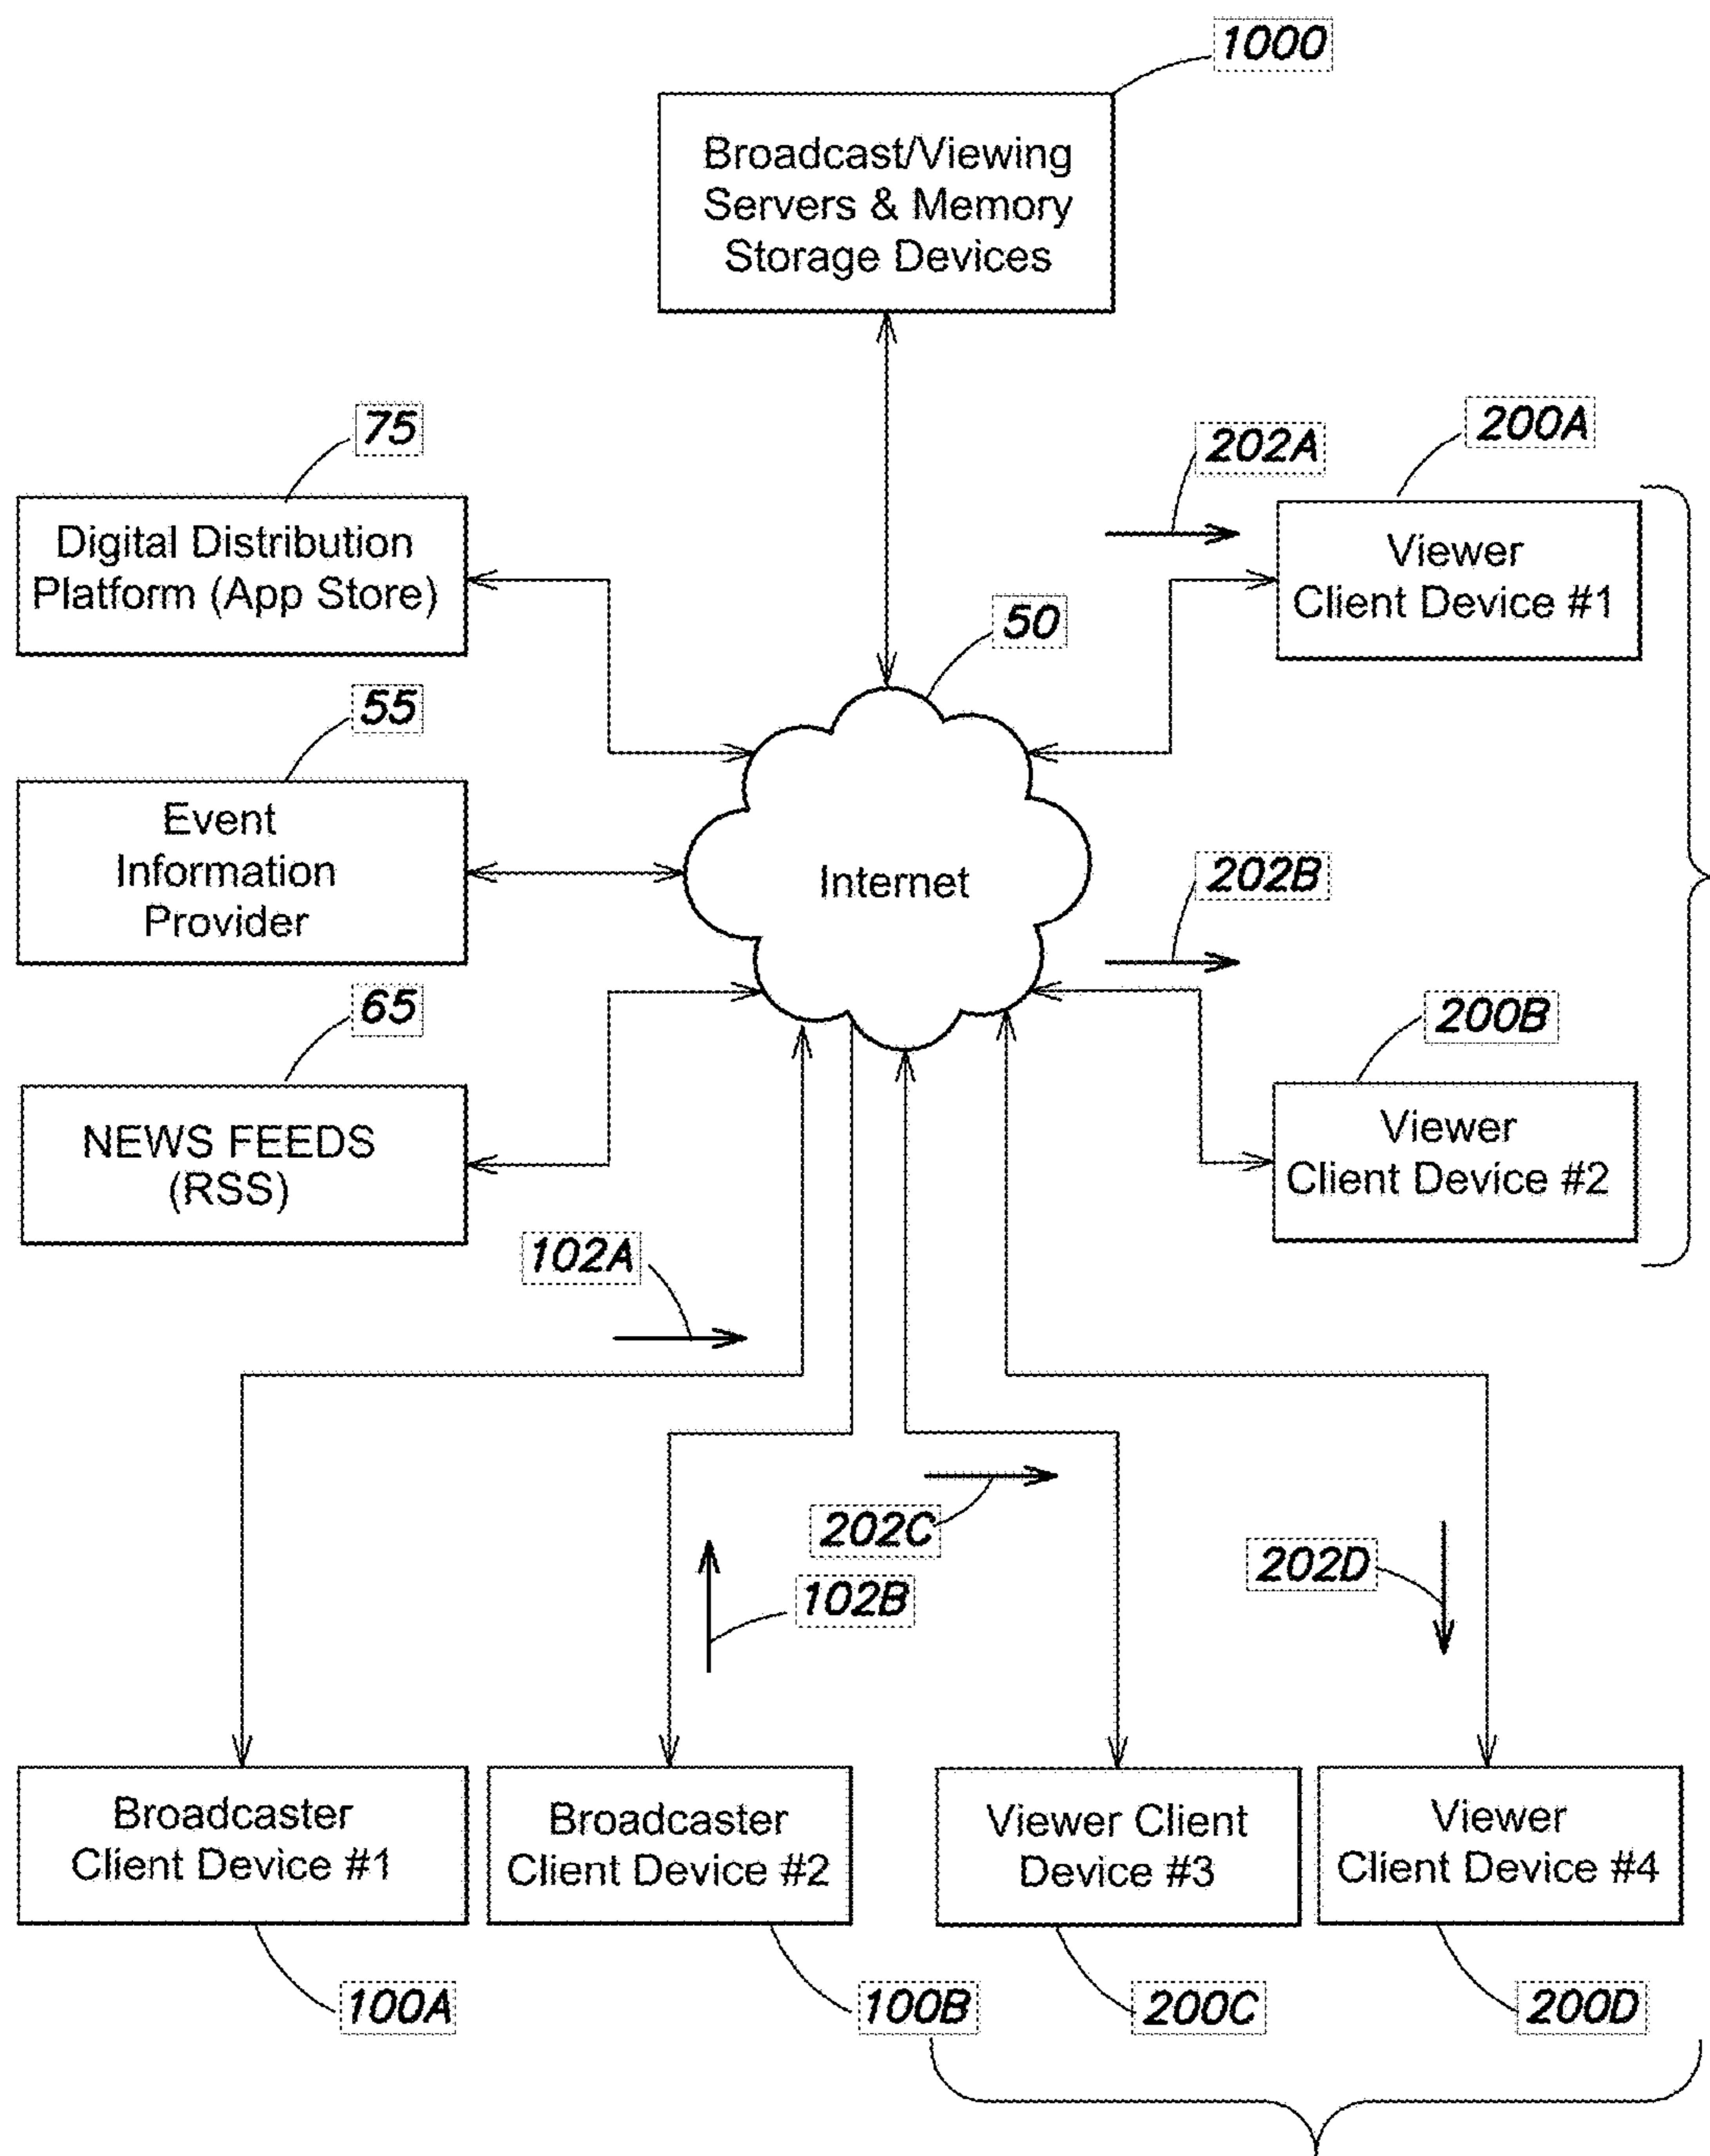 1000
Broadcast/Viewing
Servers & Memory
Storage Devices
75
Digital Distribution
Platform (App Store)
202A
200A
Viewer
Client Device #1
50
55
Event
Information
Provider
Internet
202B
65
NEWS FEEDS
(RSS)
200B
Viewer
Client Device #2
102A
202C
102B
202D
Broadcaster
Client Device #1
Broadcaster
Client Device #2
Viewer Client
Device #3
Viewer
Client Device #4
100A
100B
200C
200D